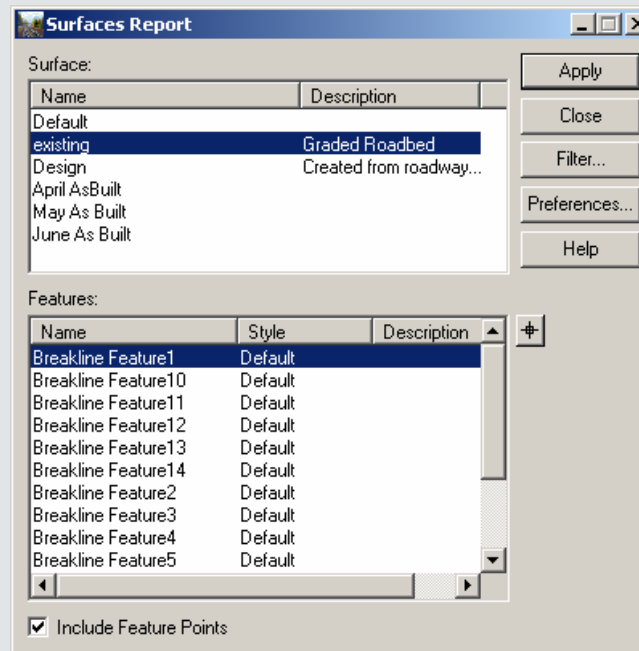 Surfaces Report
Surface:
Name Description
Default
existing Graded Roadbed
Design Created from roadway...
April AsBuilt
May As Built
June As Built
Apply
Close
Filter...
Preferences...
Help
Features:
Name Style Description
Breakline Feature1 Default
Breakline Feature10 Default
Breakline Feature11 Default
Breakline Feature12 Default
Breakline Feature13 Default
Breakline Feature14 Default
Breakline Feature2 Default
Breakline Feature3 Default
Breakline Feature4 Default
Breakline Feature5 Default
Include Feature Points